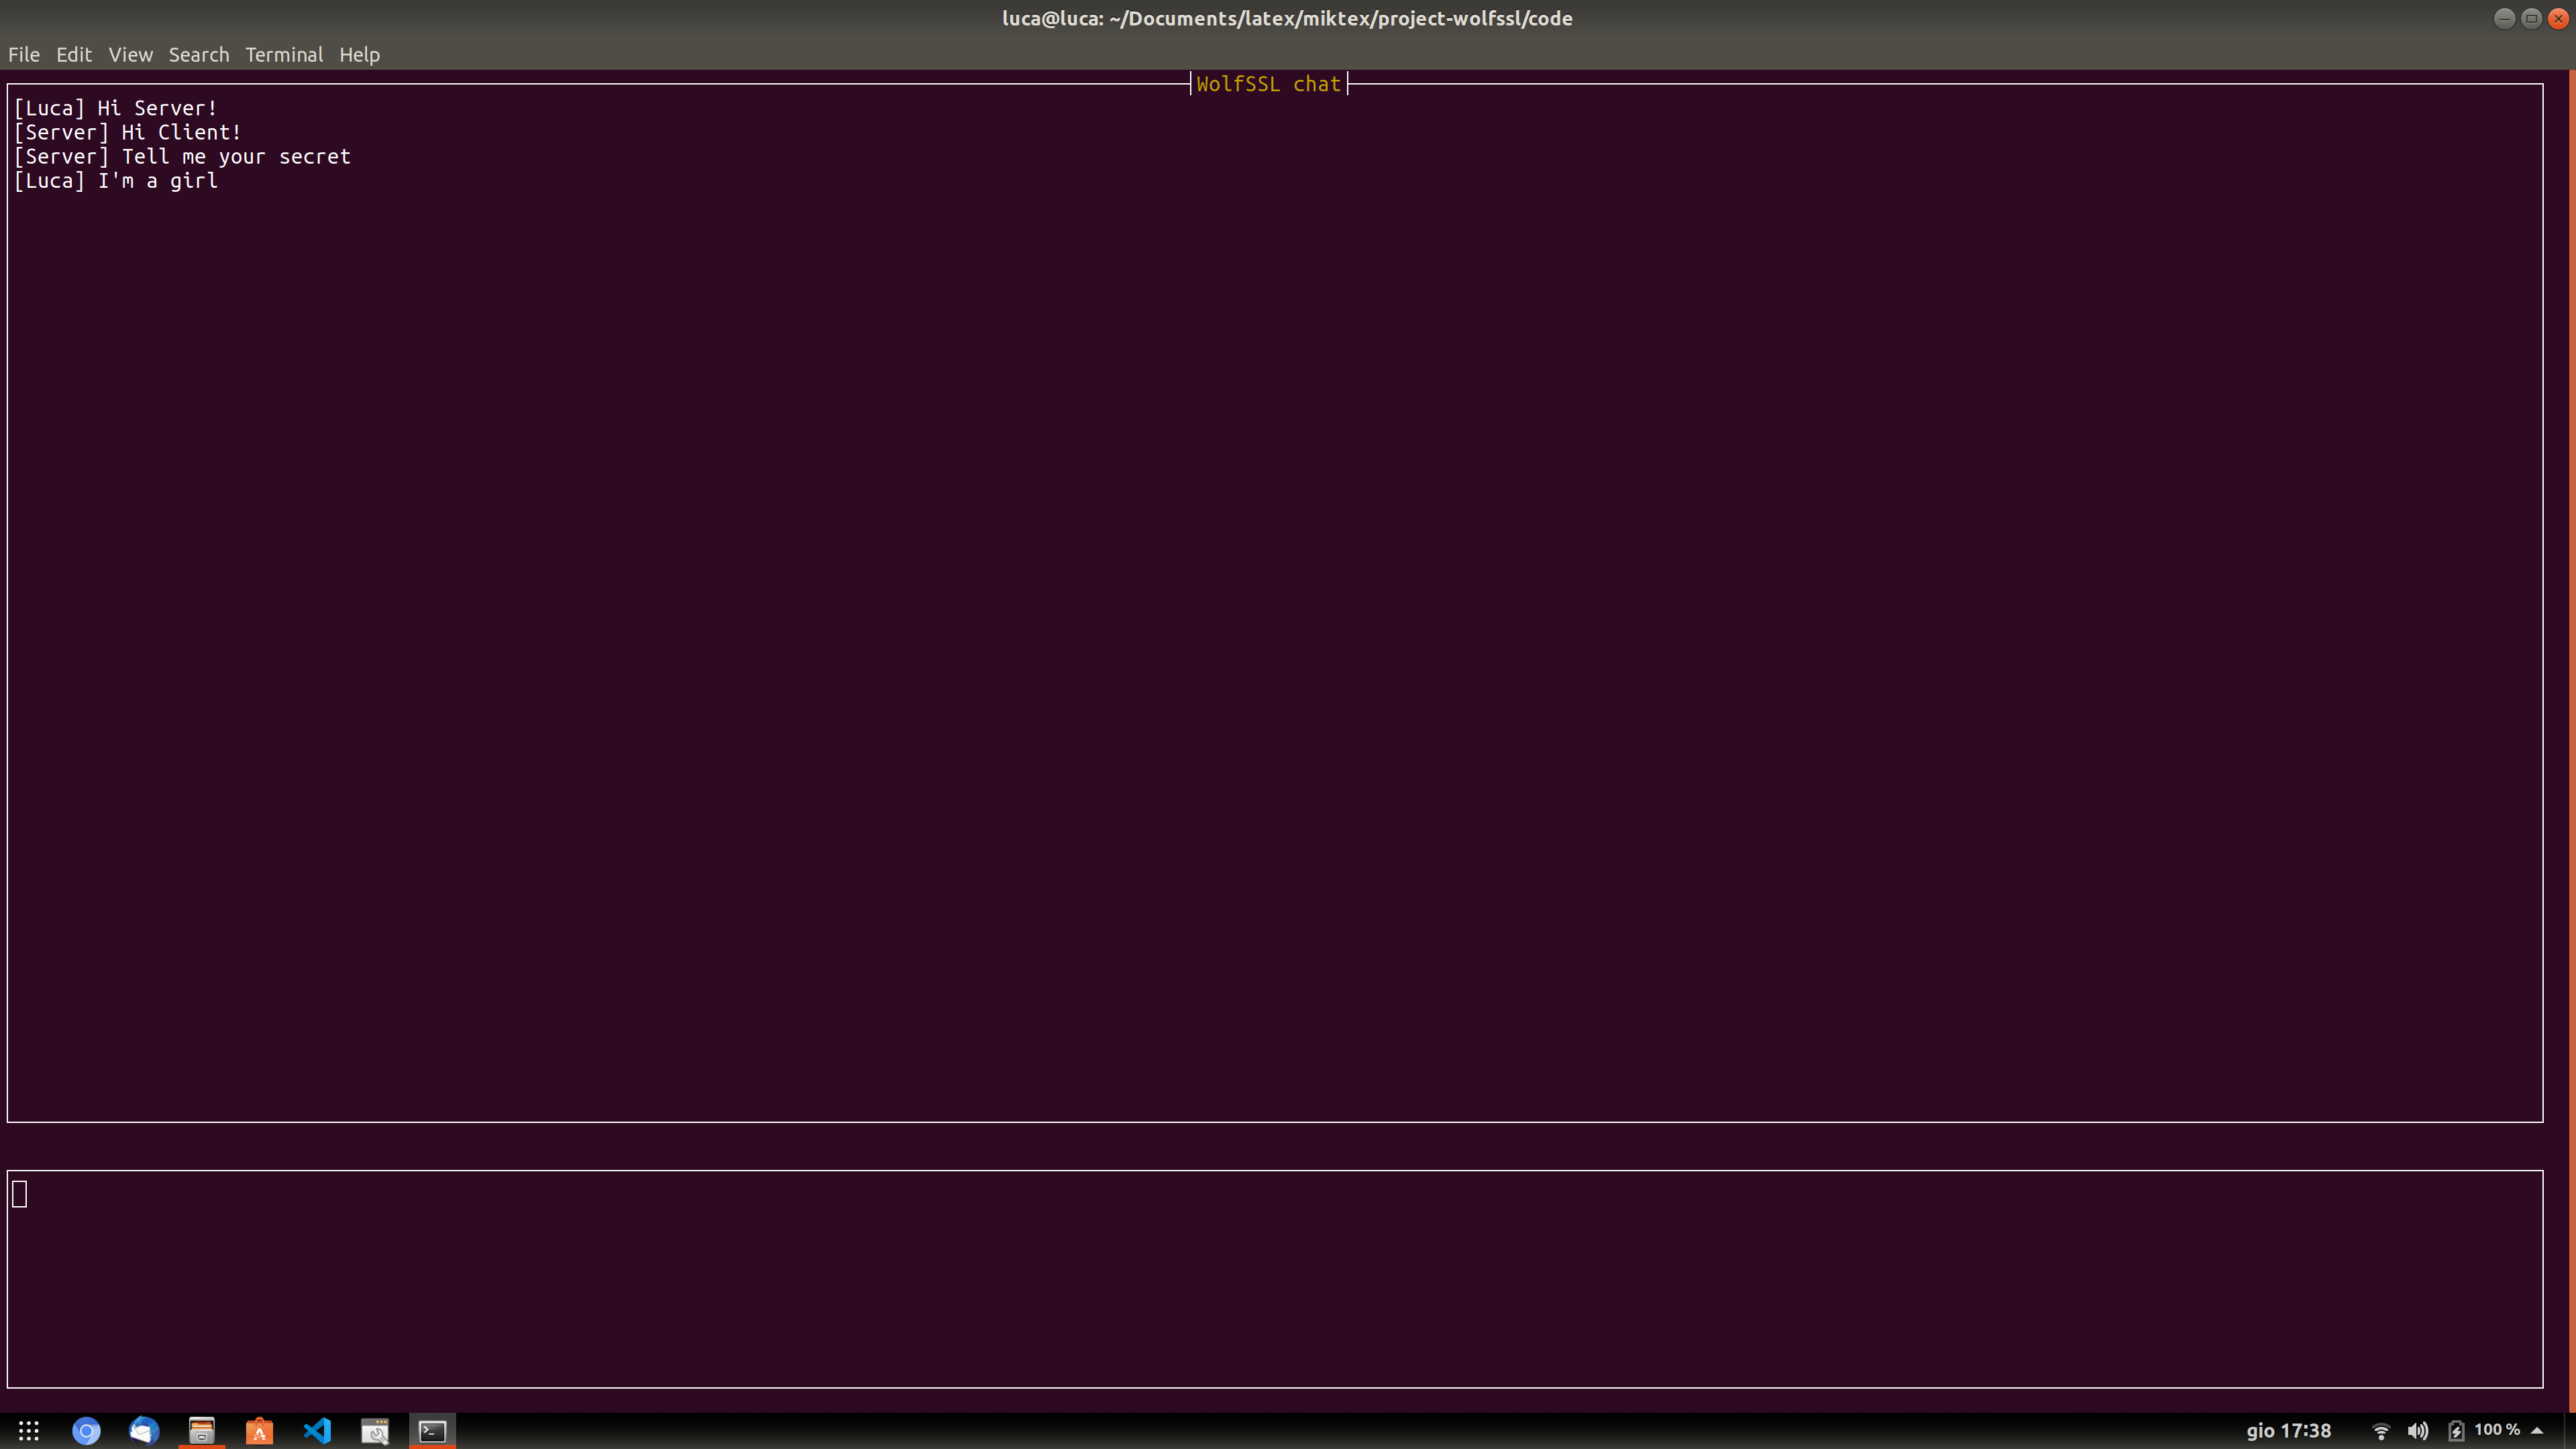 luca@luca: ~/Documents/latex/miktex/project-wolfssl/code
File Edit View Search Terminal Help
WolfSSL chat
[Luca] Hi Server!
[Server] Hi Client!
[Server] Tell me your secret
[Luca] I'm a girl
gio 17:38 100 %